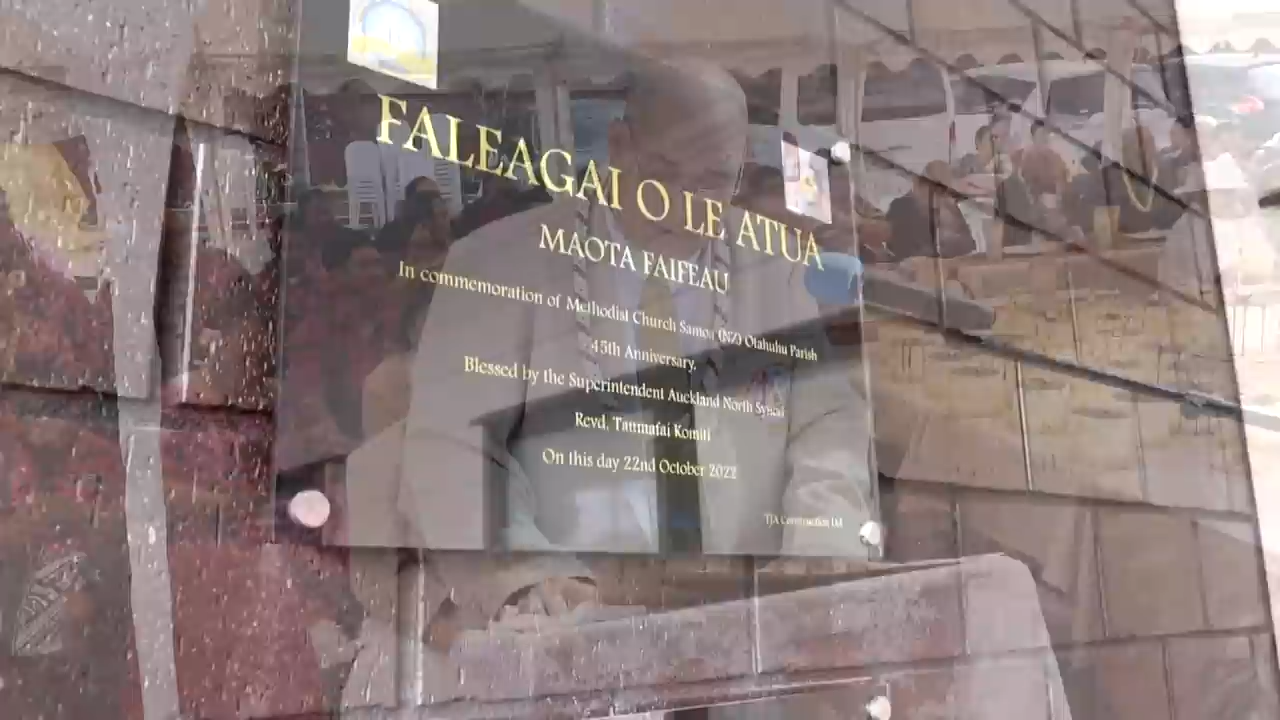 FALEAGAI O LE ATUA
MAOTA FAIFEAU
In commemoration of Methodist Church Samoa (NZ) Otahuhu Parish
45th Anniversary.
Blessed by the Superintendent Auckland North Synod
Revd. Taumafai Komiti
On this day 22nd October 2022
TJA Construction Ltd